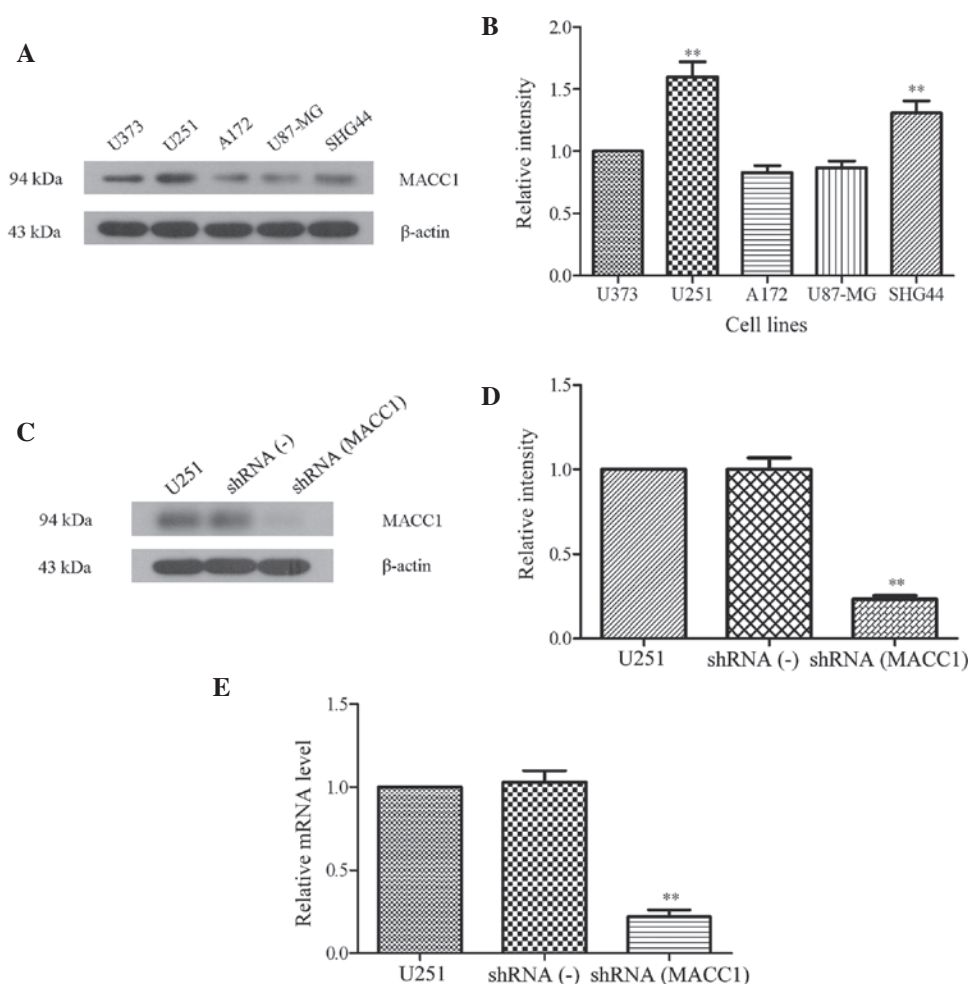 A
U373 U251 A172 U87-MG SHG44
94 kDa MACC1
43 kDa β-actin
B
Relative intensity
2.0
1.5
1.0
0.5
0.0
** **
U373 U251 A172 U87-MG SHG44
Cell lines
C
U251 shRNA (-) shRNA (MACC1)
94 kDa MACC1
43 kDa β-actin
D
Relative intensity
1.5
1.0
0.5
0.0
**
U251 shRNA (-) shRNA (MACC1)
E
Relative mRNA level
1.5
1.0
0.5
0.0
**
U251 shRNA (-) shRNA (MACC1)